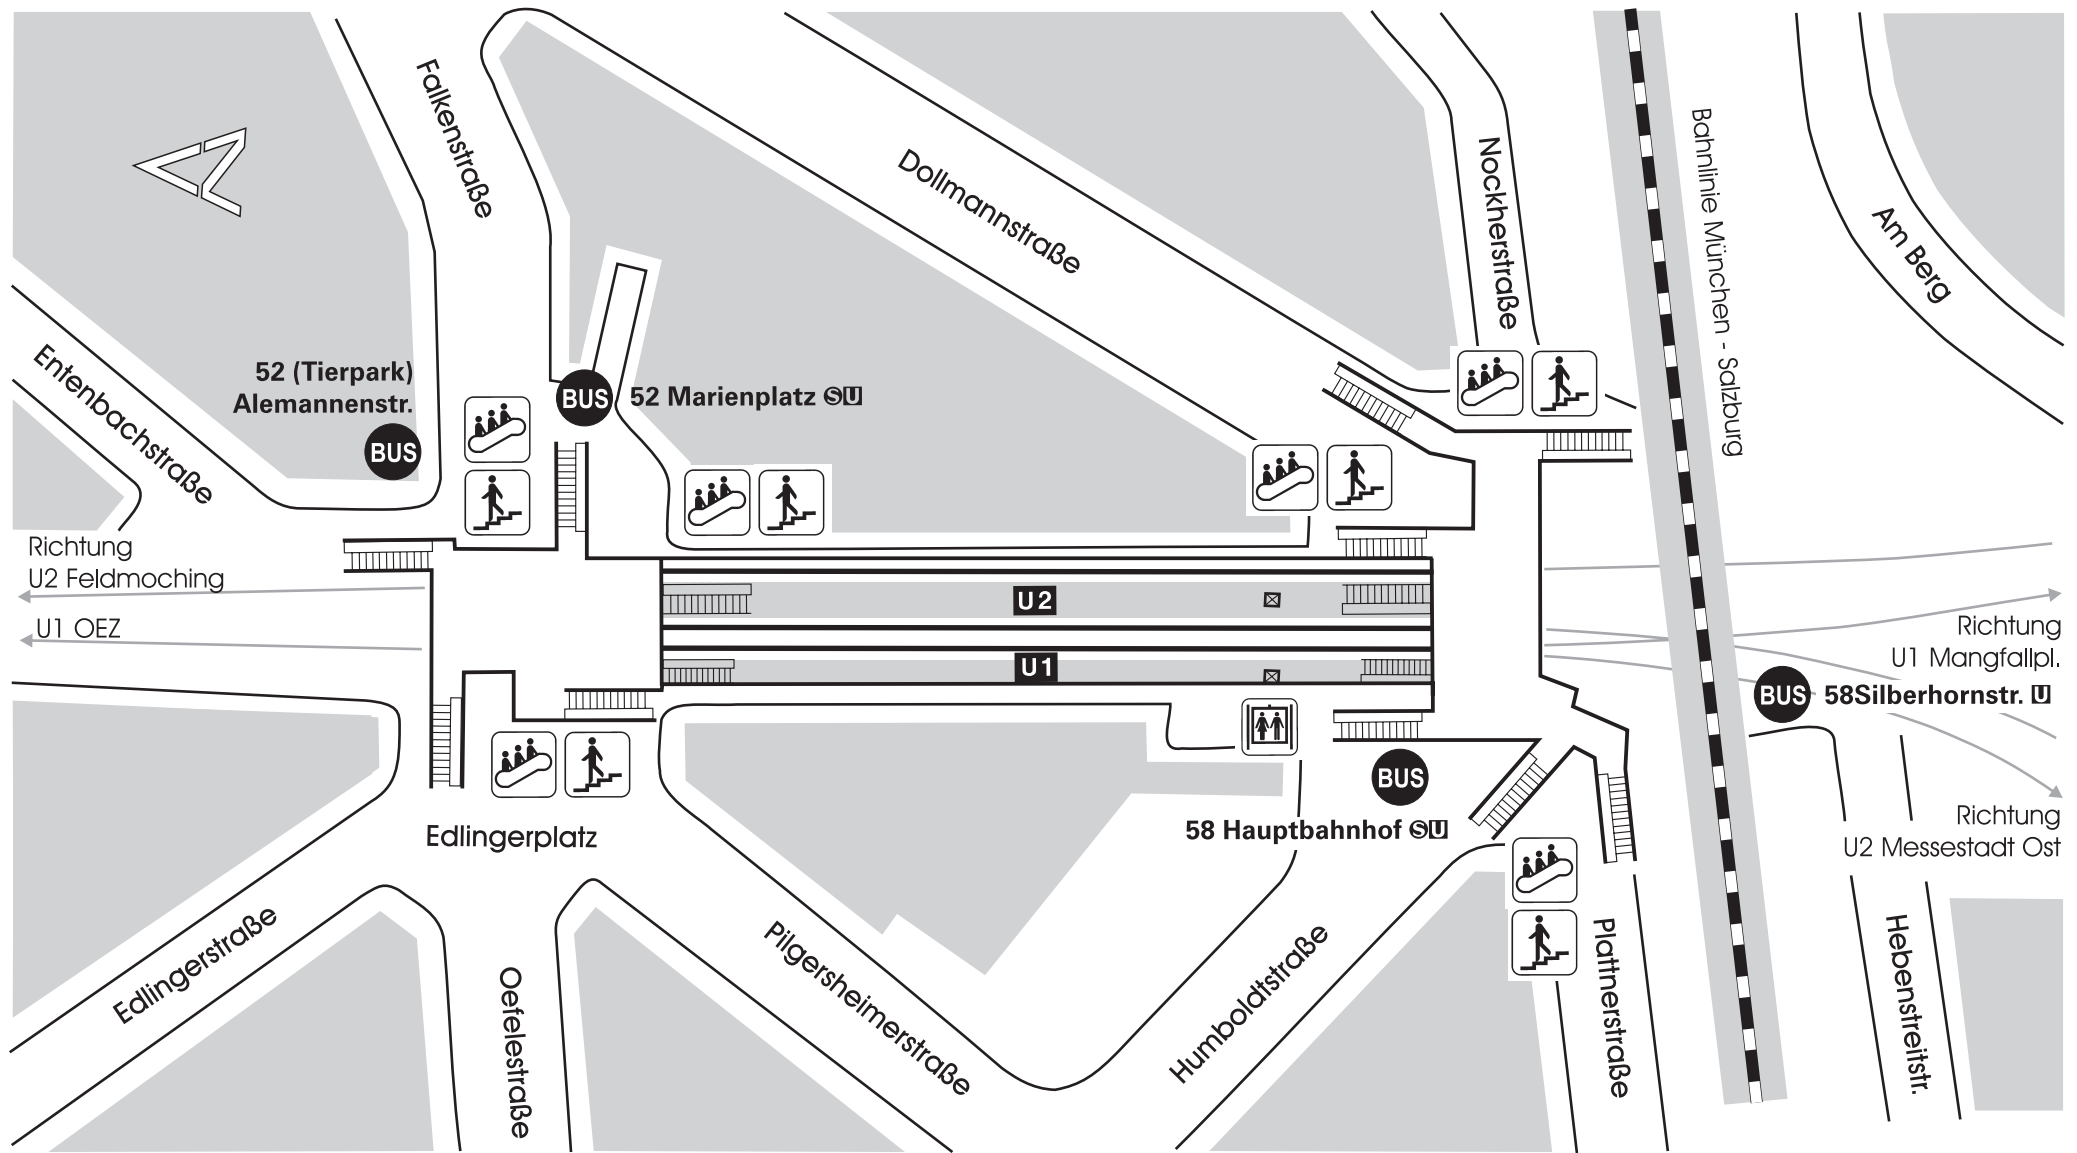 Falkenstraße
Dollmannstraße
Nockherstraße
Bahnlinie München - Salzburg
Am Berg
Entenbachstraße
52 (Tierpark)
Alemannenstr.
BUS
BUS
52 Marienplatz S U
Richtung
U2 Feldmoching
U1 OEZ
U2
U1
Richtung
U1 Mangfallpl.
BUS
58Silberhornstr. U
Richtung
U2 Messestadt Ost
BUS
58 Hauptbahnhof S U
Edlingerplatz
Edlingerstraße
Oefelestraße
Pilgersheimerstraße
Humboldtstraße
Plattnerstraße
Hebenstreitstr.